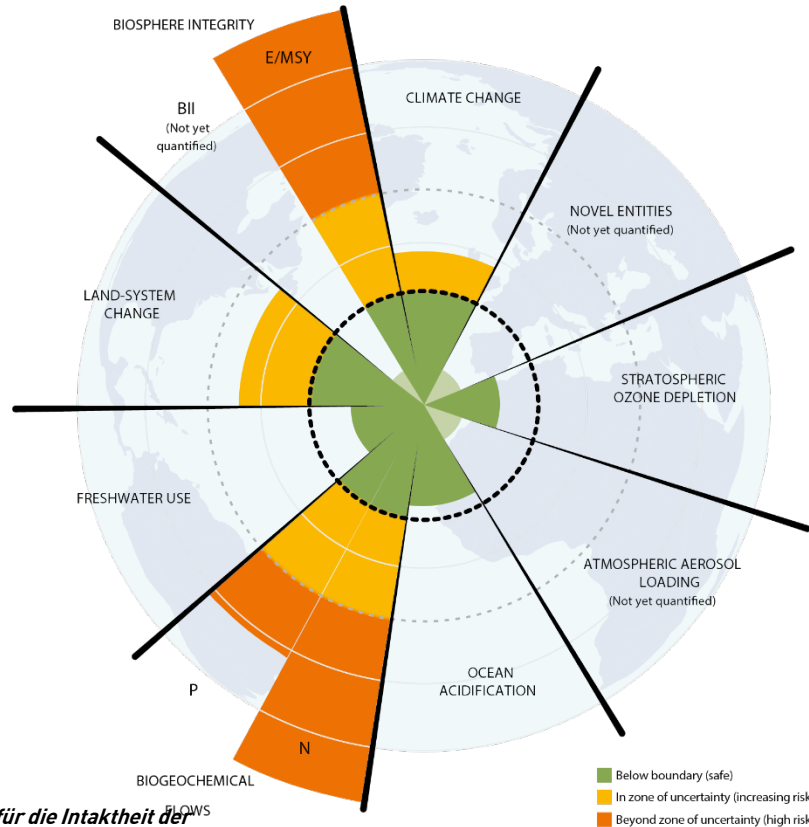 BIOSPHERE INTEGRITY
E/MSY
BII
(Not yet
quantified)
CLIMATE CHANGE
NOVEL ENTITIES
(Not yet quantified)
LAND-SYSTEM
CHANGE
STRATOSPHERIC
OZONE DEPLETION
FRESHWATER USE
ATMOSPHERIC AEROSOL
LOADING
(Not yet quantified)
OCEAN
ACIDIFICATION
P
N
BIOGEOCHEMICAL
FLOWS
für die Intaktheit der
Below boundary (safe)
In zone of uncertainty (increasing risk
Beyond zone of uncertainty (high risk